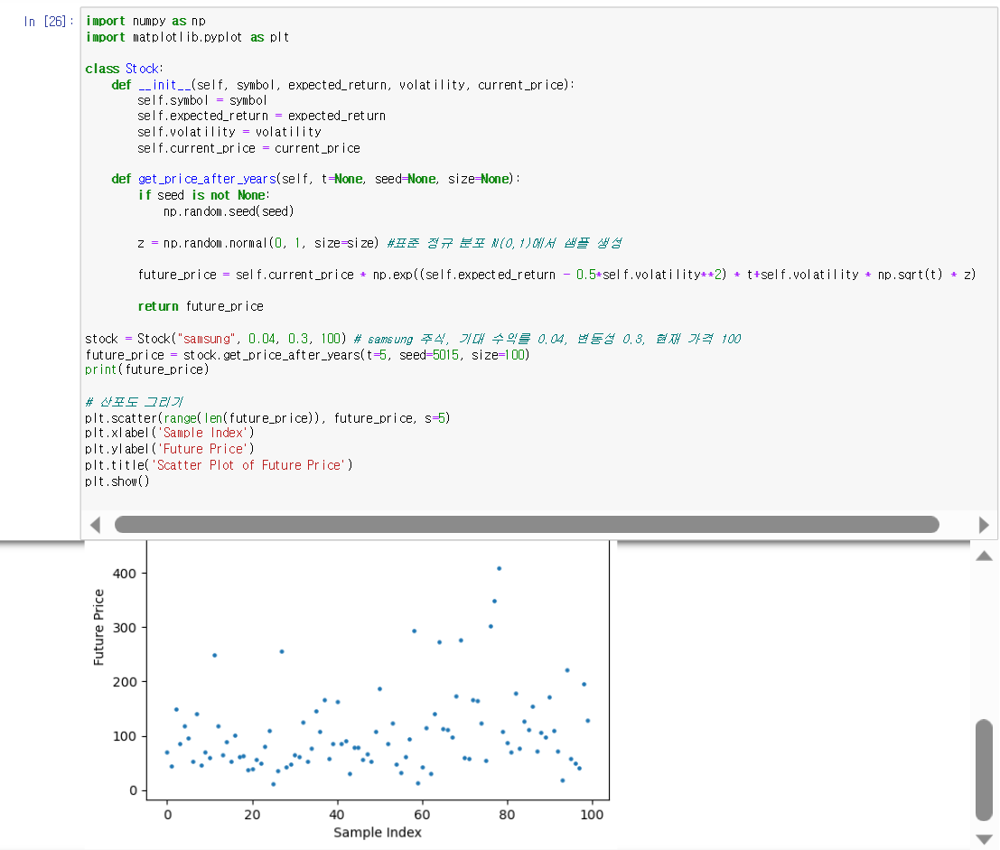 In [26]:
import numpy as np
import matplotlib.pyplot as plt
class Stock:
    def __init__(self, symbol, expected_return, volatility, current_price):
        self.symbol = symbol
        self.expected_return = expected_return
        self.volatility = volatility
        self.current_price = current_price
    def get_price_after_years(self, t=None, seed=None, size=None):
        if seed is not None:
            np.random.seed(seed)
        z = np.random.normal(0, 1, size=size) #표준 정규 분포 N(0,1)에서 샘플 생성
        future_price = self.current_price * np.exp((self.expected_return - 0.5*self.volatility**2) * t+self.volatility * np.sqrt(t) * z)
        return future_price
stock = Stock("samsung", 0.04, 0.3, 100) # samsung 주식, 기대 수익률 0.04, 변동성 0.3, 현재 가격 100
future_price = stock.get_price_after_years(t=5, seed=5015, size=100)
print(future_price)
# 산포도 그리기
plt.scatter(range(len(future_price)), future_price, s=5)
plt.xlabel('Sample Index')
plt.ylabel('Future Price')
plt.title('Scatter Plot of Future Price')
plt.show()
Future Price
400
300
200
100
0
0 20 40 60 80 100
Sample Index